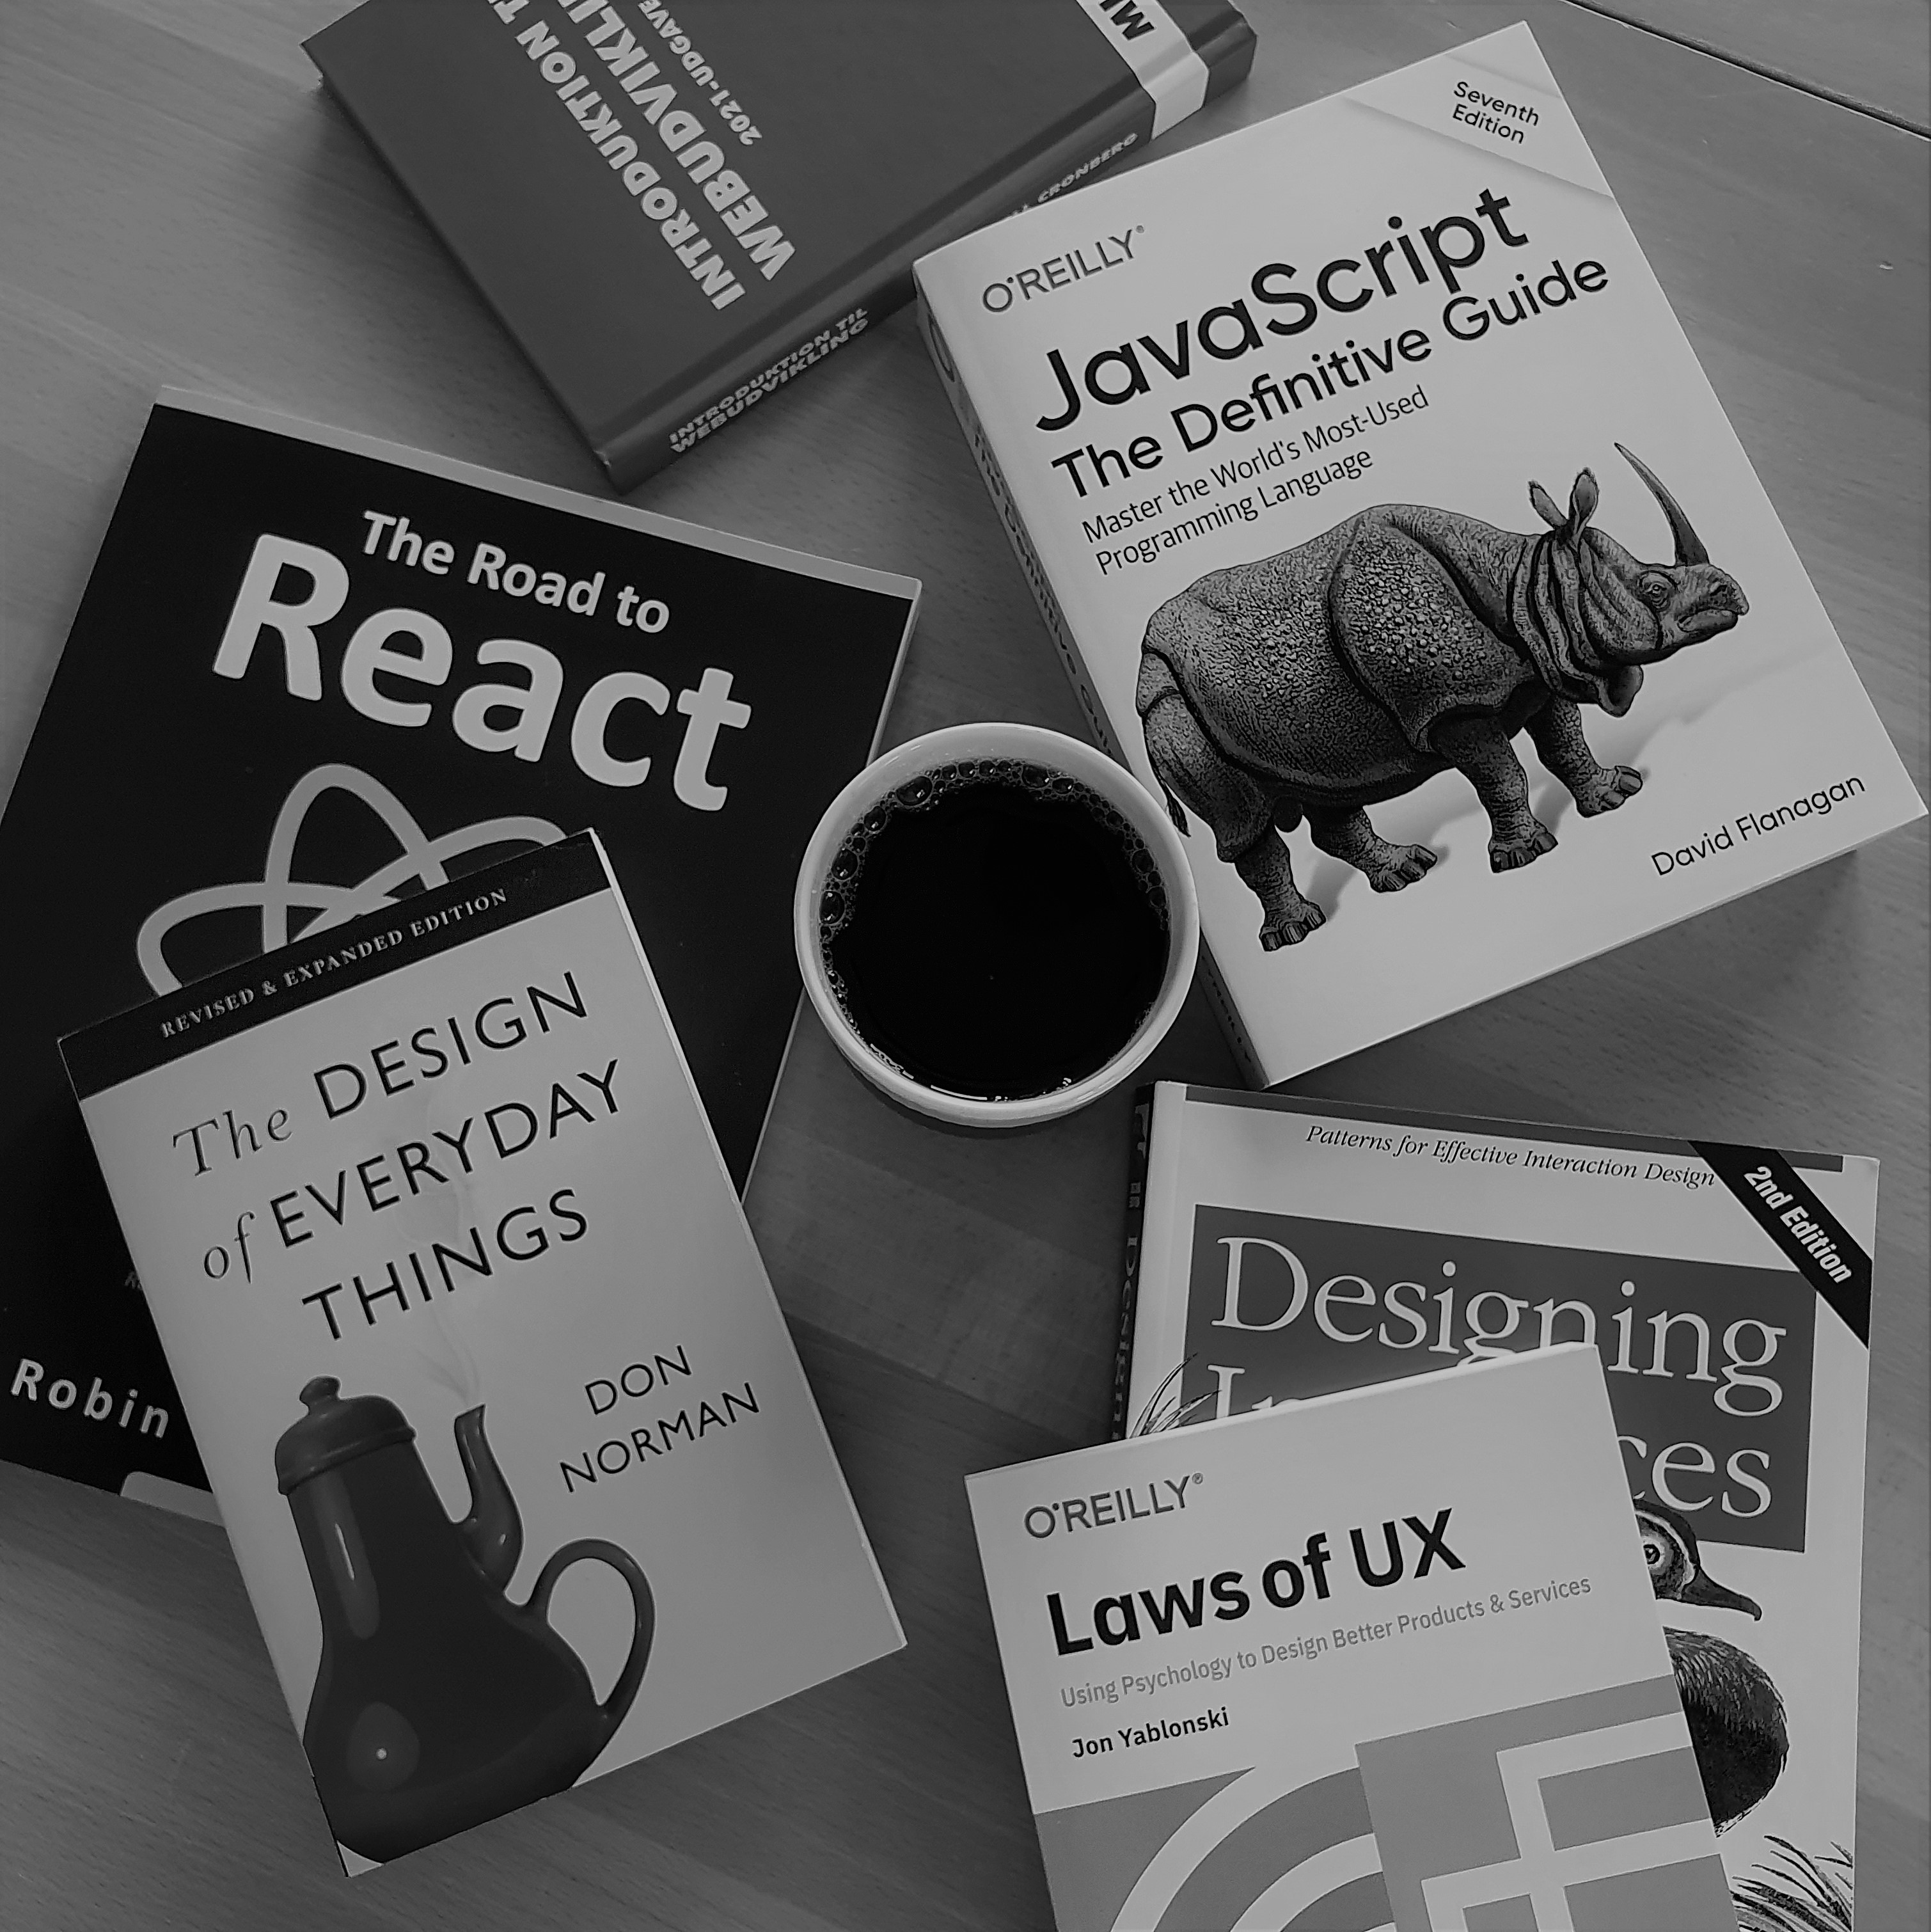 INTRODUKTION
WEBUDVIKLI
2021-UDGAVE
INTRODUKTION TIL
WEBUDVIKLING
CRONBERG
Seventh
Edition
O'REILLY®
JavaScript
The Definitive Guide
Master the World's Most-Used
Programming Language
David Flanagan
The Road to
React
Robin
REVISED & EXPANDED EDITION
The DESIGN
of EVERYDAY
THINGS
DON
NORMAN
Patterns for Effective Interaction Design
2nd Edition
Designing
O'REILLY®
Laws of UX
Using Psychology to Design Better Products & Services
Jon Yablonski